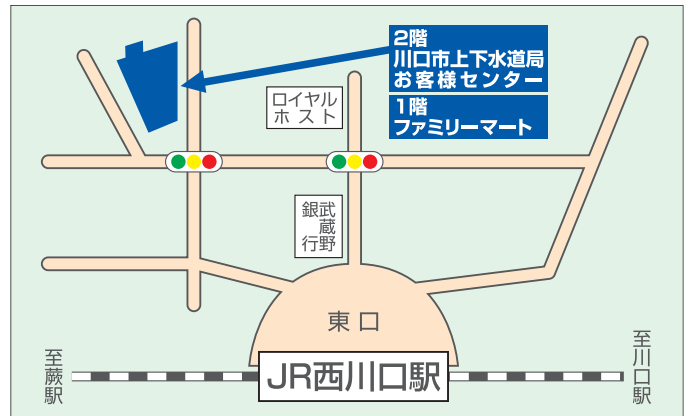 2階
川口市上下水道局
お客様センター
1階
ファミリーマート
ロイヤル
ホスト
武蔵野
銀行
東口
JR西川口駅
至蕨駅
至川口駅